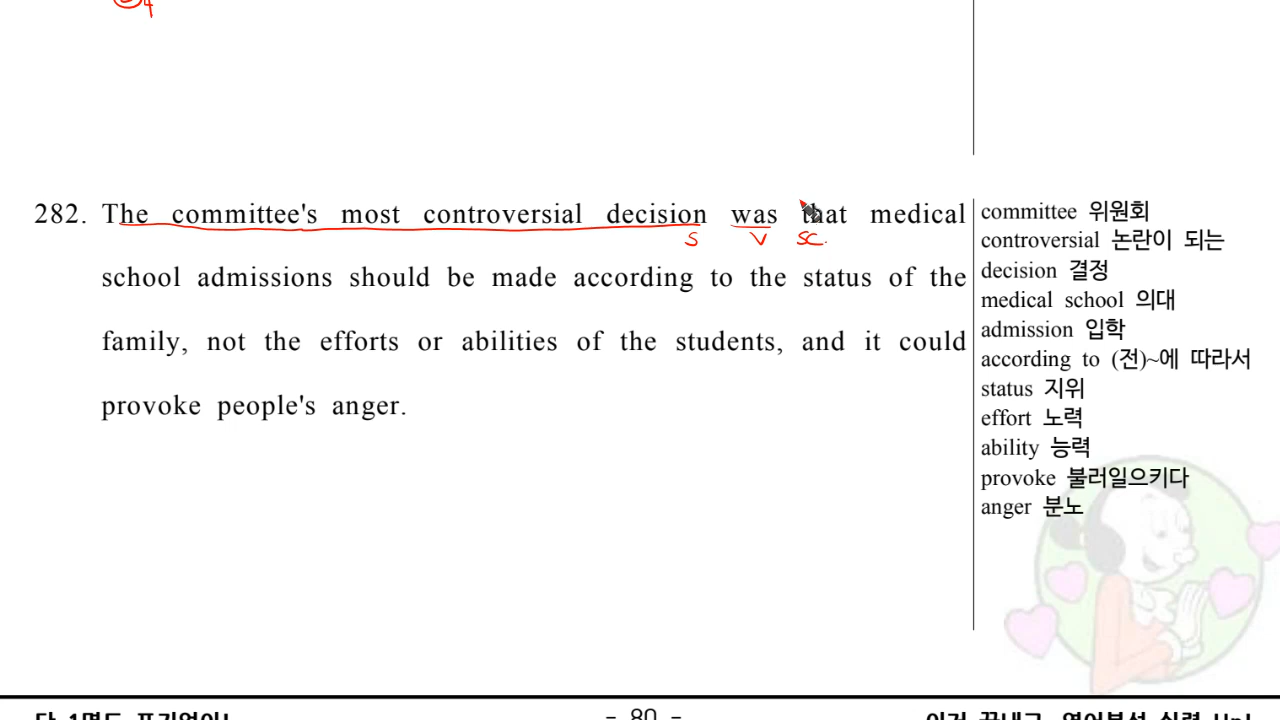 282. The committee's most controversial decision was that medical
S V SC.
school admissions should be made according to the status of the
family, not the efforts or abilities of the students, and it could
provoke people's anger.
committee 위원회
controversial 논란이 되는
decision 결정
medical school 의대
admission 입학
according to (전)~에 따라서
status 지위
effort 노력
ability 능력
provoke 불러일으키다
anger 분노
- 80 -